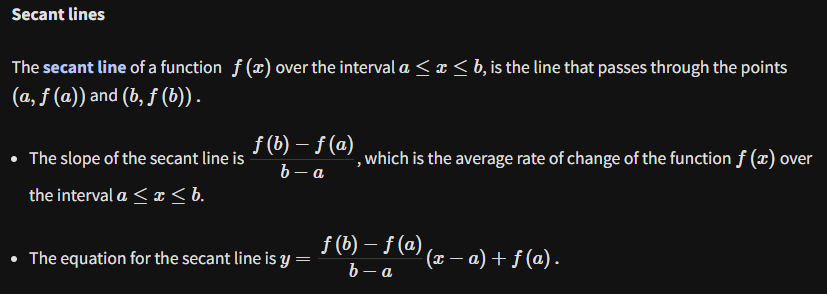 Secant lines
The secant line of a function f (x) over the interval a ≤ x ≤ b, is the line that passes through the points
(a, f (a)) and (b, f (b)) .
• The slope of the secant line is \frac{f (b) − f (a)}{b − a}, which is the average rate of change of the function f (x) over
the interval a ≤ x ≤ b.
• The equation for the secant line is y = \frac{f (b) − f (a)}{b − a} (x − a) + f (a) .